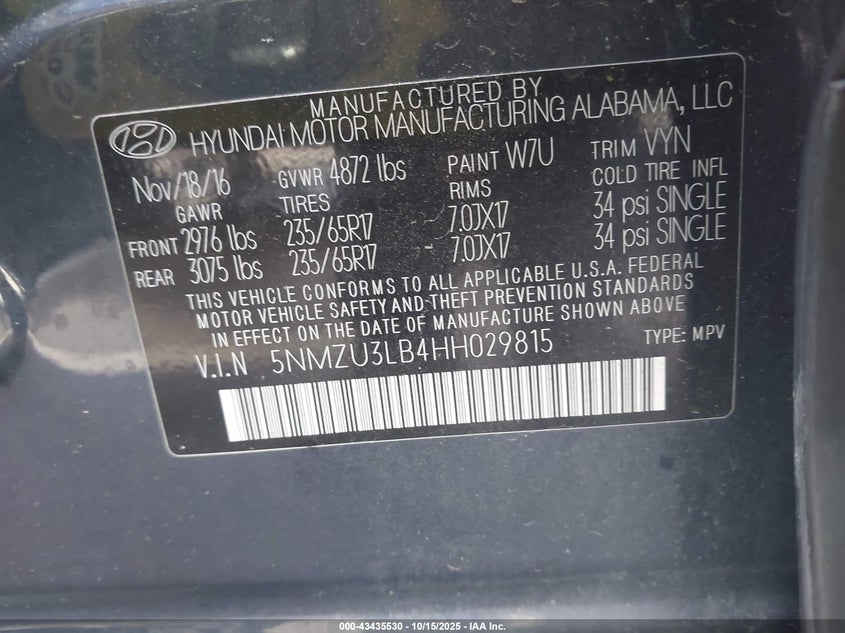 MANUFACTURED BY
HYUNDAI MOTOR MANUFACTURING ALABAMA, LLC
Nov/18/16 GVWR 4872 lbs PAINT W7U TRIM VYN
GAWR TIRES RIMS COLD TIRE INFL
FRONT 2976 lbs 235/65R17 7.0JX17 34 psi SINGLE
REAR 3075 lbs 235/65R17 7.0JX17 34 psi SINGLE
THIS VEHICLE CONFORMS TO ALL APPLICABLE U.S.A. FEDERAL
MOTOR VEHICLE SAFETY AND THEFT PREVENTION STANDARDS
IN EFFECT ON THE DATE OF MANUFACTURE SHOWN ABOVE
V.I.N 5NMZU3LB4HH029815 TYPE: MPV
000-43435530 - 10/15/2025 - IAA Inc.